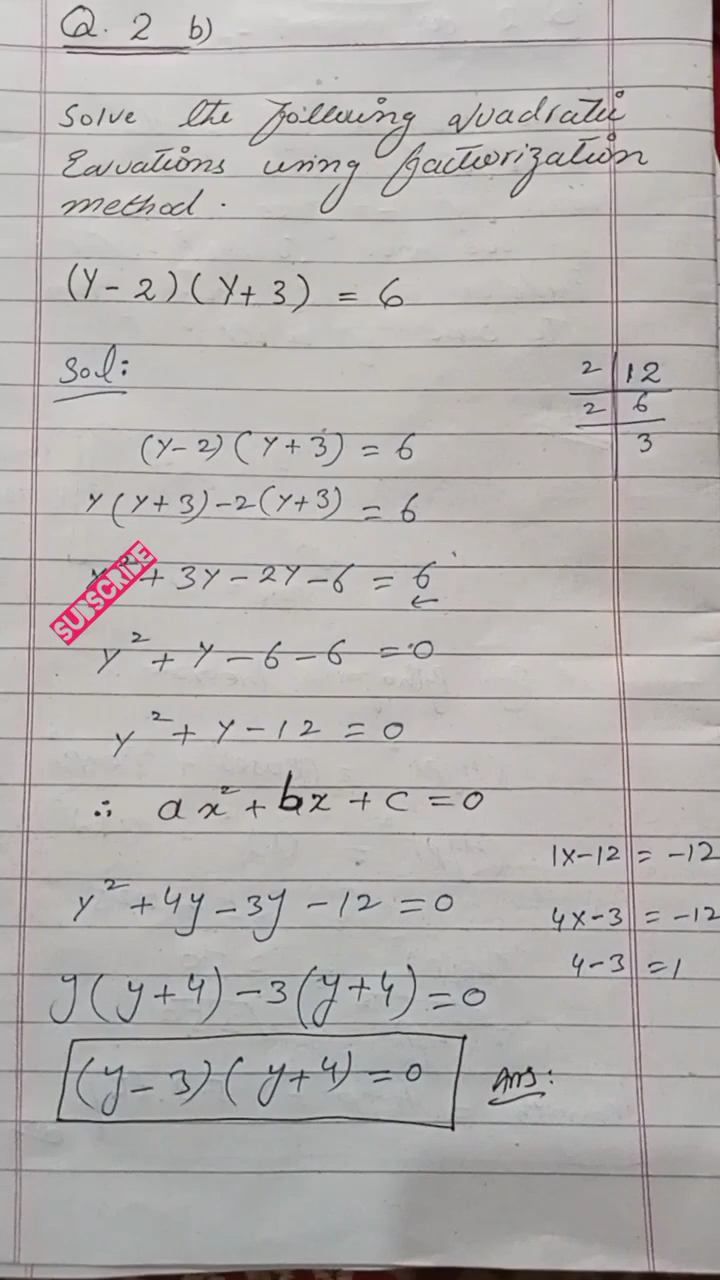 Q. 2 b)
Solve the following quadratic
Equations using factorization
method.
(Y - 2) (Y + 3) = 6
Sol:
2 | 12
2 | 6
3
(Y - 2) (Y + 3) = 6
Y (Y + 3) - 2 (Y + 3) = 6
Y² + 3Y - 2Y - 6 = 6
←
SUBSCRIBE
Y² + Y - 6 - 6 = 0
Y² + Y - 12 = 0
∴ ax² + bx + c = 0
1x-12 = -12
Y² + 4y - 3y - 12 = 0
4x-3 = -12
4-3 = 1
y (y + 4) - 3 (y + 4) = 0
(y - 3) (y + 4) = 0 Ans: